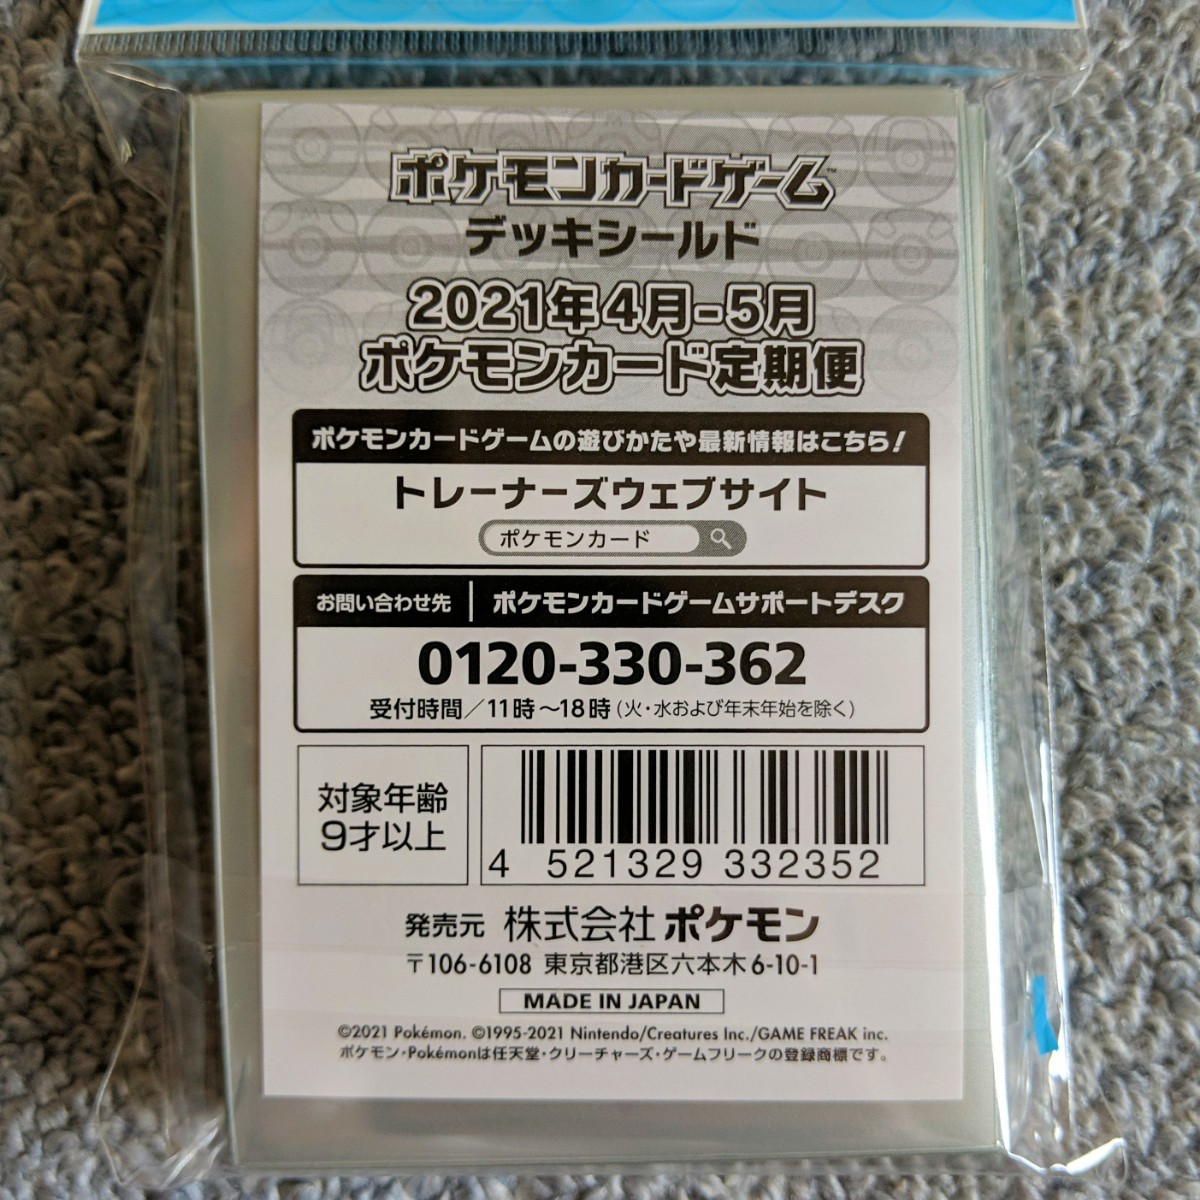 ポケモンカードゲーム™
デッキシールド
2021年4月-5月
ポケモンカード定期便
ポケモンカードゲームの遊びかたや最新情報はこちら!
トレーナーズウェブサイト
ポケモンカード
お問い合わせ先 ポケモンカードゲームサポートデスク
0120-330-362
受付時間/11時〜18時(火・水および年末年始を除く)
対象年齢
9才以上
4 521329 332352
発売元 株式会社 ポケモン
〒106-6108 東京都港区六本木6-10-1
MADE IN JAPAN
©2021 Pokémon. ©1995-2021 Nintendo/Creatures Inc./GAME FREAK inc.
ポケモン・Pokémonは任天堂・クリーチャーズ・ゲームフリークの登録商標です。